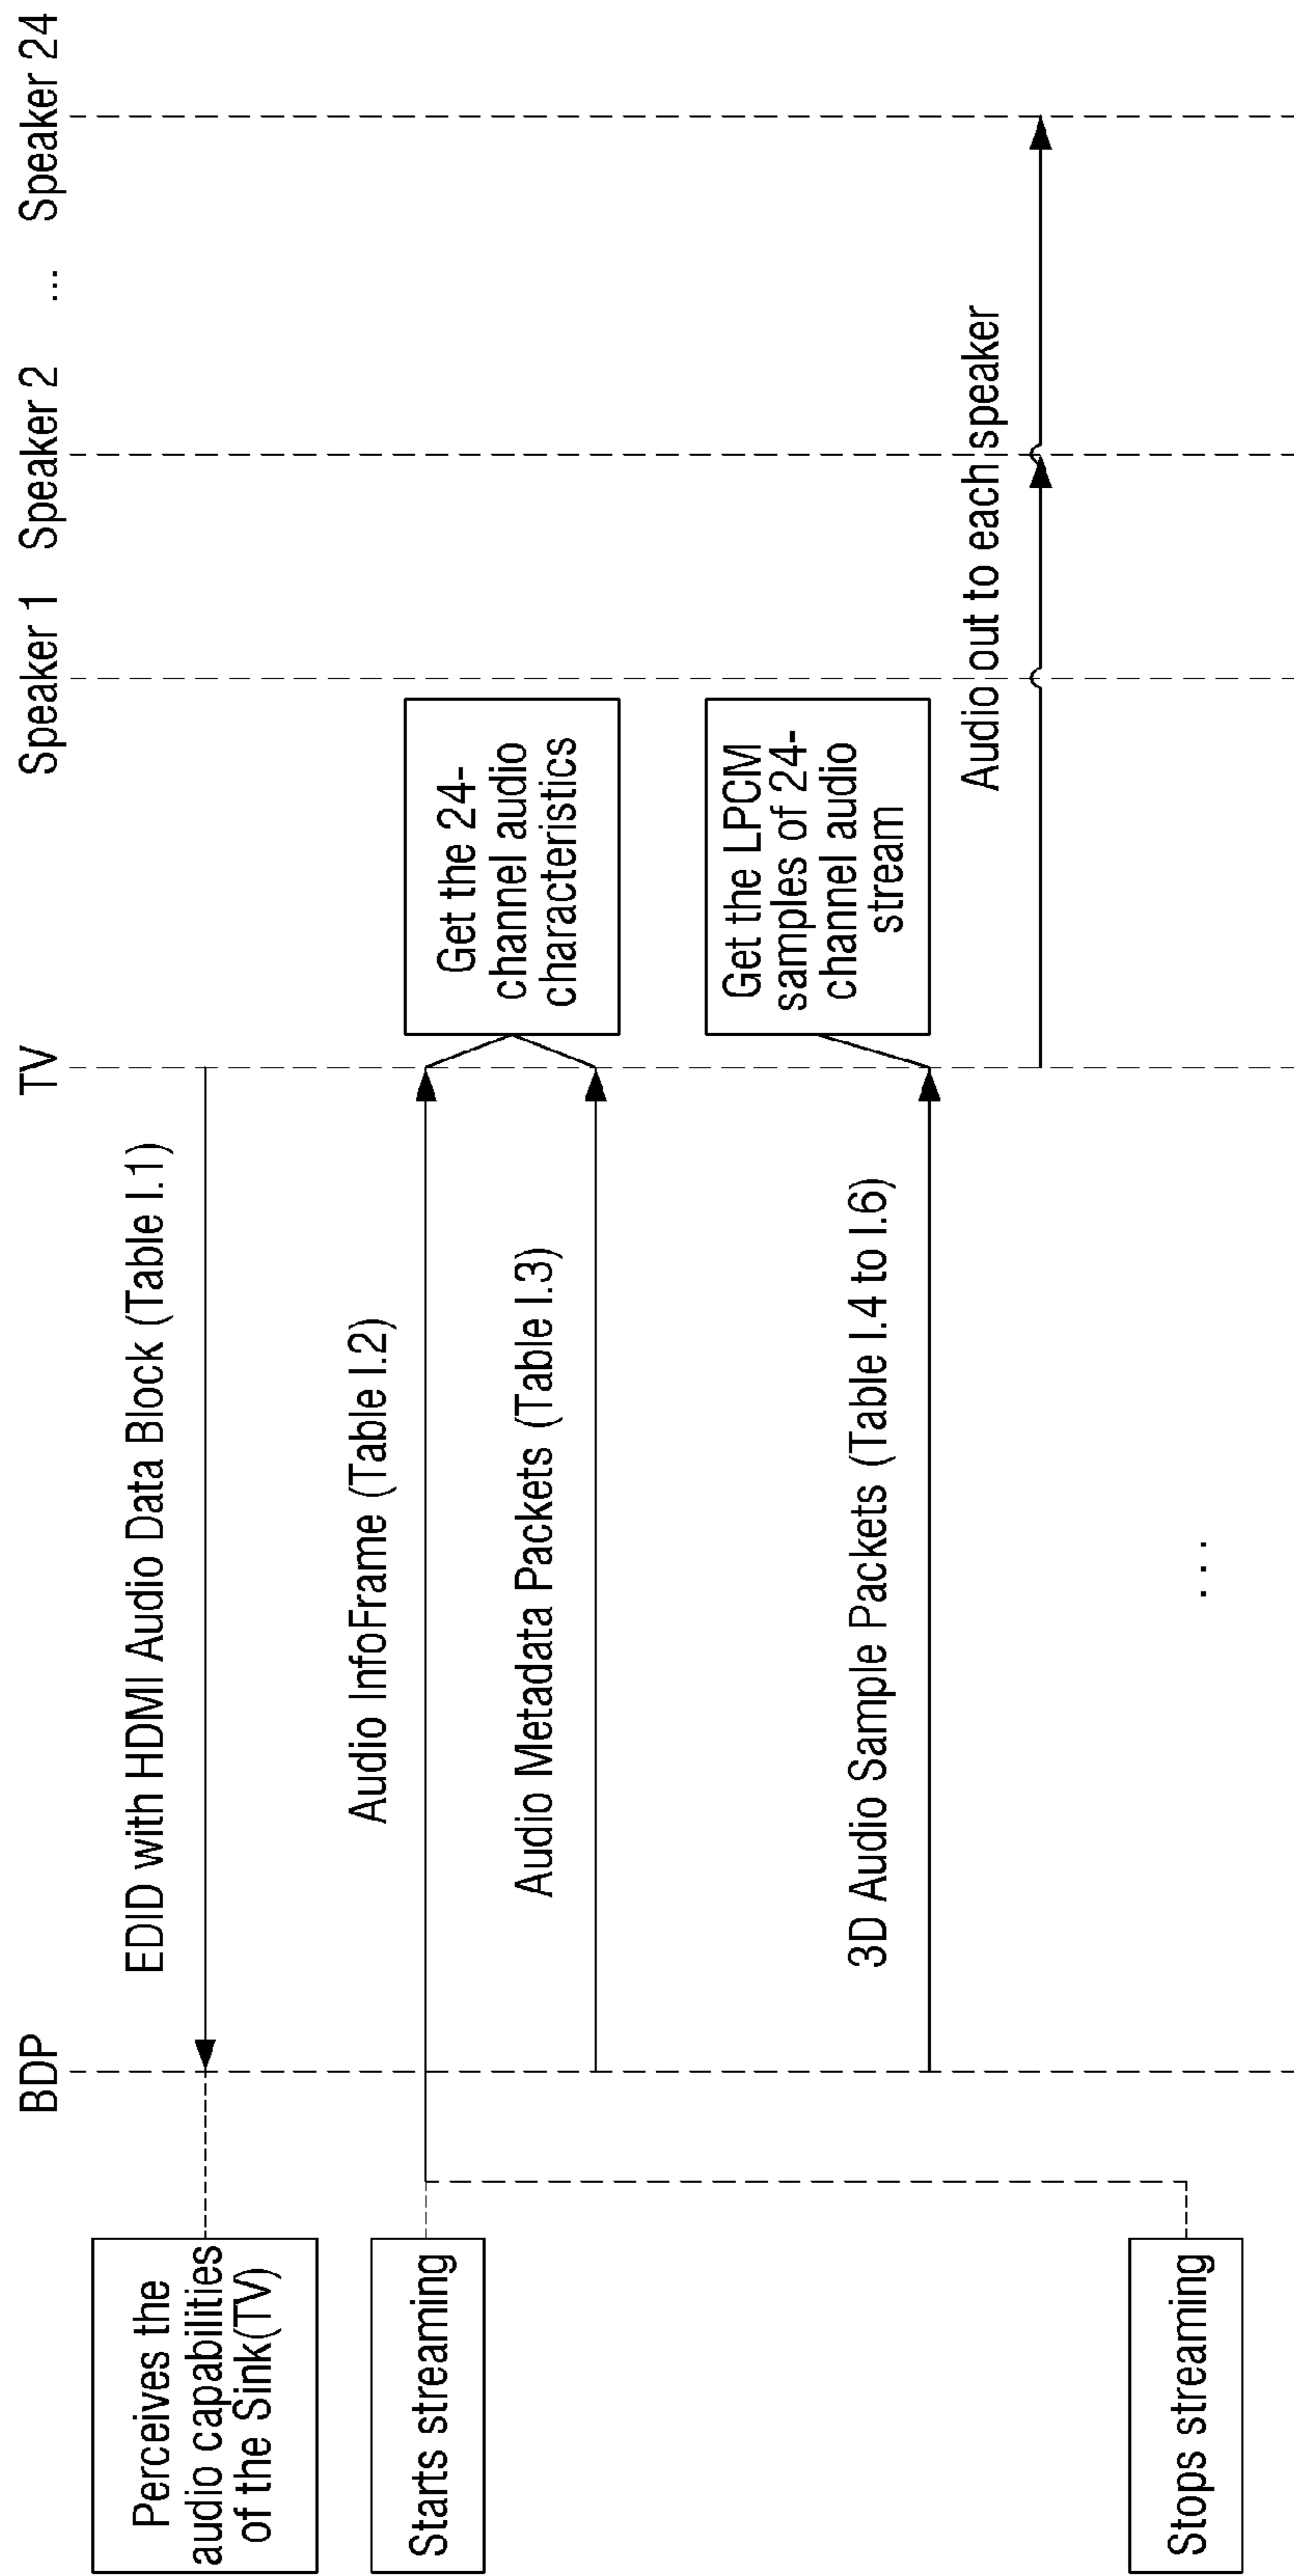 BDP
TV
Speaker 1
Speaker 2
...
Speaker 24
Perceives the
audio capabilities
of the Sink(TV)
EDID with HDMI Audio Data Block (Table I.1)
Starts streaming
Audio InfoFrame (Table I.2)
Audio Metadata Packets (Table I.3)
Get the 24-
channel audio
characteristics
3D Audio Sample Packets (Table I.4 to I.6)
Get the LPCM
samples of 24-
channel audio
stream
Audio out to each speaker
...
Stops streaming